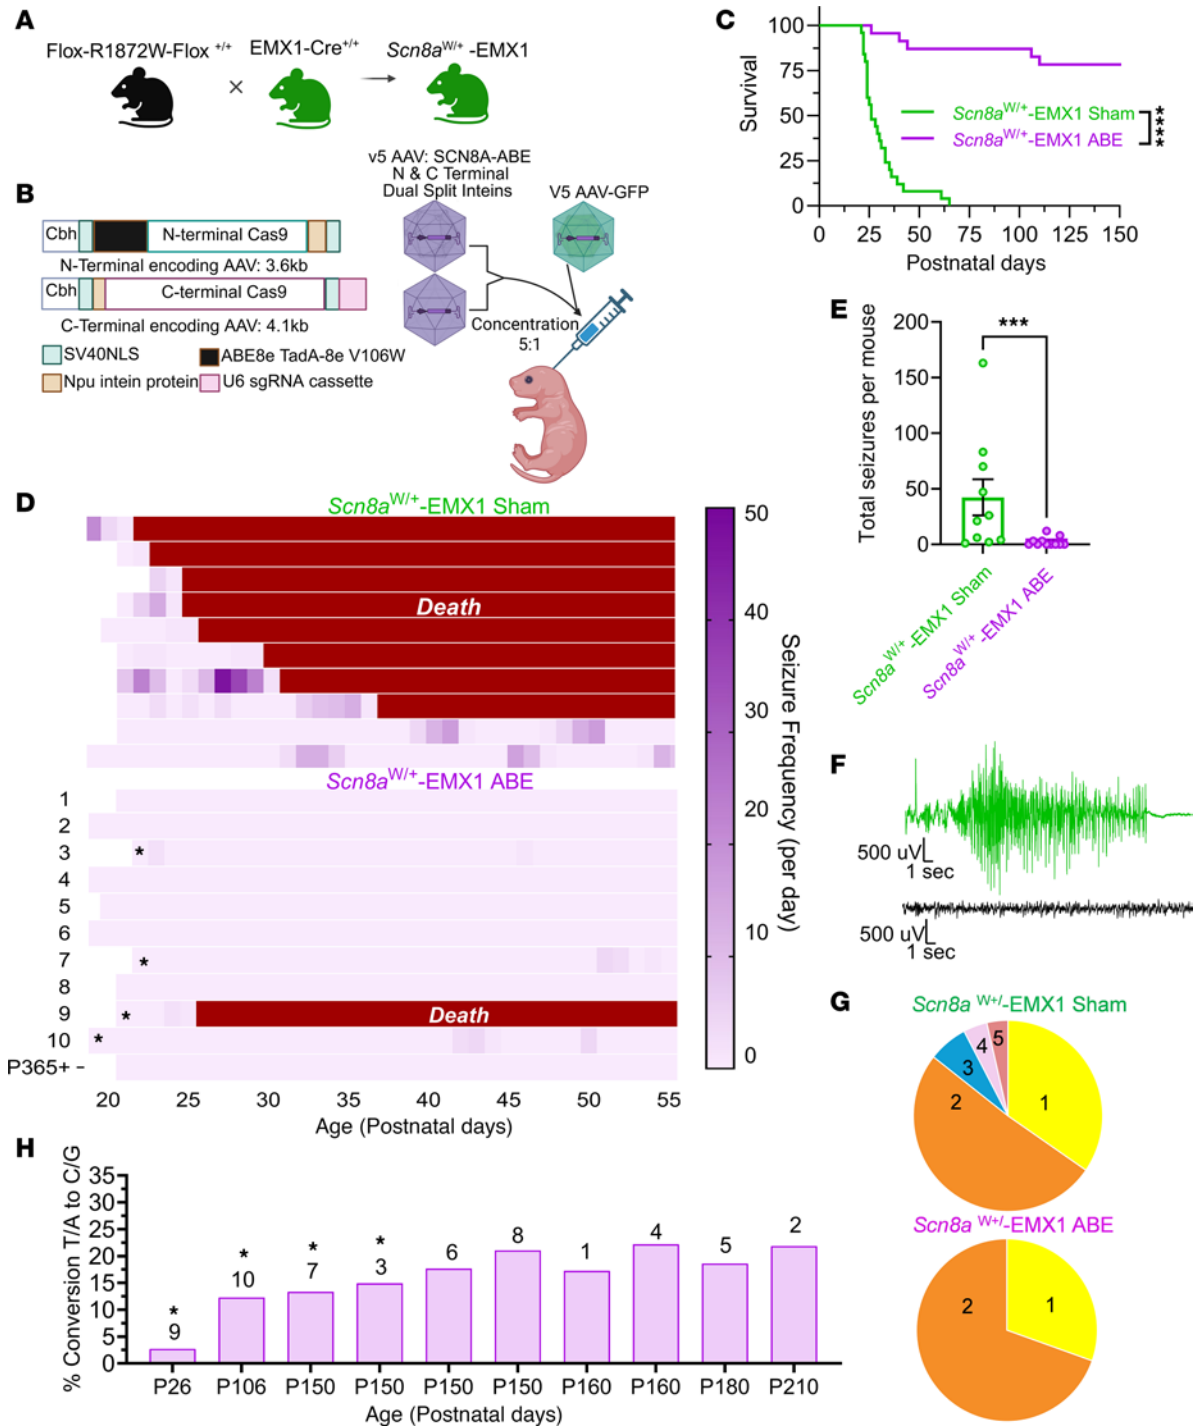 A
Flox-R1872W-Flox +/+
EMX1-Cre+/+
Scn8aW/+ -EMX1
×
B
Cbh
N-terminal Cas9
N-Terminal encoding AAV: 3.6kb
Cbh
C-terminal Cas9
C-Terminal encoding AAV: 4.1kb
SV40NLS
ABE8e TadA-8e V106W
Npu intein protein
U6 sgRNA cassette
v5 AAV: SCN8A-ABE
N & C Terminal
Dual Split Inteins
V5 AAV-GFP
Concentration
5:1
C
Survival
100
75
50
25
0
0 25 50 75 100 125 150
Postnatal days
Scn8aW/+-EMX1 Sham
Scn8aW/+-EMX1 ABE
****
D
Scn8aW/+-EMX1 Sham
Death
Scn8aW/+-EMX1 ABE
1
2
3 *
4
5
6
7 *
8
9 * Death
10 *
P365+ -
20 25 30 35 40 45 50 55
Age (Postnatal days)
50
40
30
20
10
0
Seizure Frequency (per day)
E
Total seizures per mouse
200
150
100
50
0
***
Scn8aW/+-EMX1 Sham
Scn8aW/+-EMX1 ABE
F
500 uV
1 sec
500 uV
1 sec
G
Scn8a W+/-EMX1 Sham
1
2
3
4
5
Scn8a W+/-EMX1 ABE
1
2
H
% Conversion T/A to C/G
35
30
25
20
15
10
5
0
* * * *
9 10 7 3 6 8 1 4 5 2
P26 P106 P150 P150 P150 P150 P160 P160 P180 P210
Age (Postnatal days)